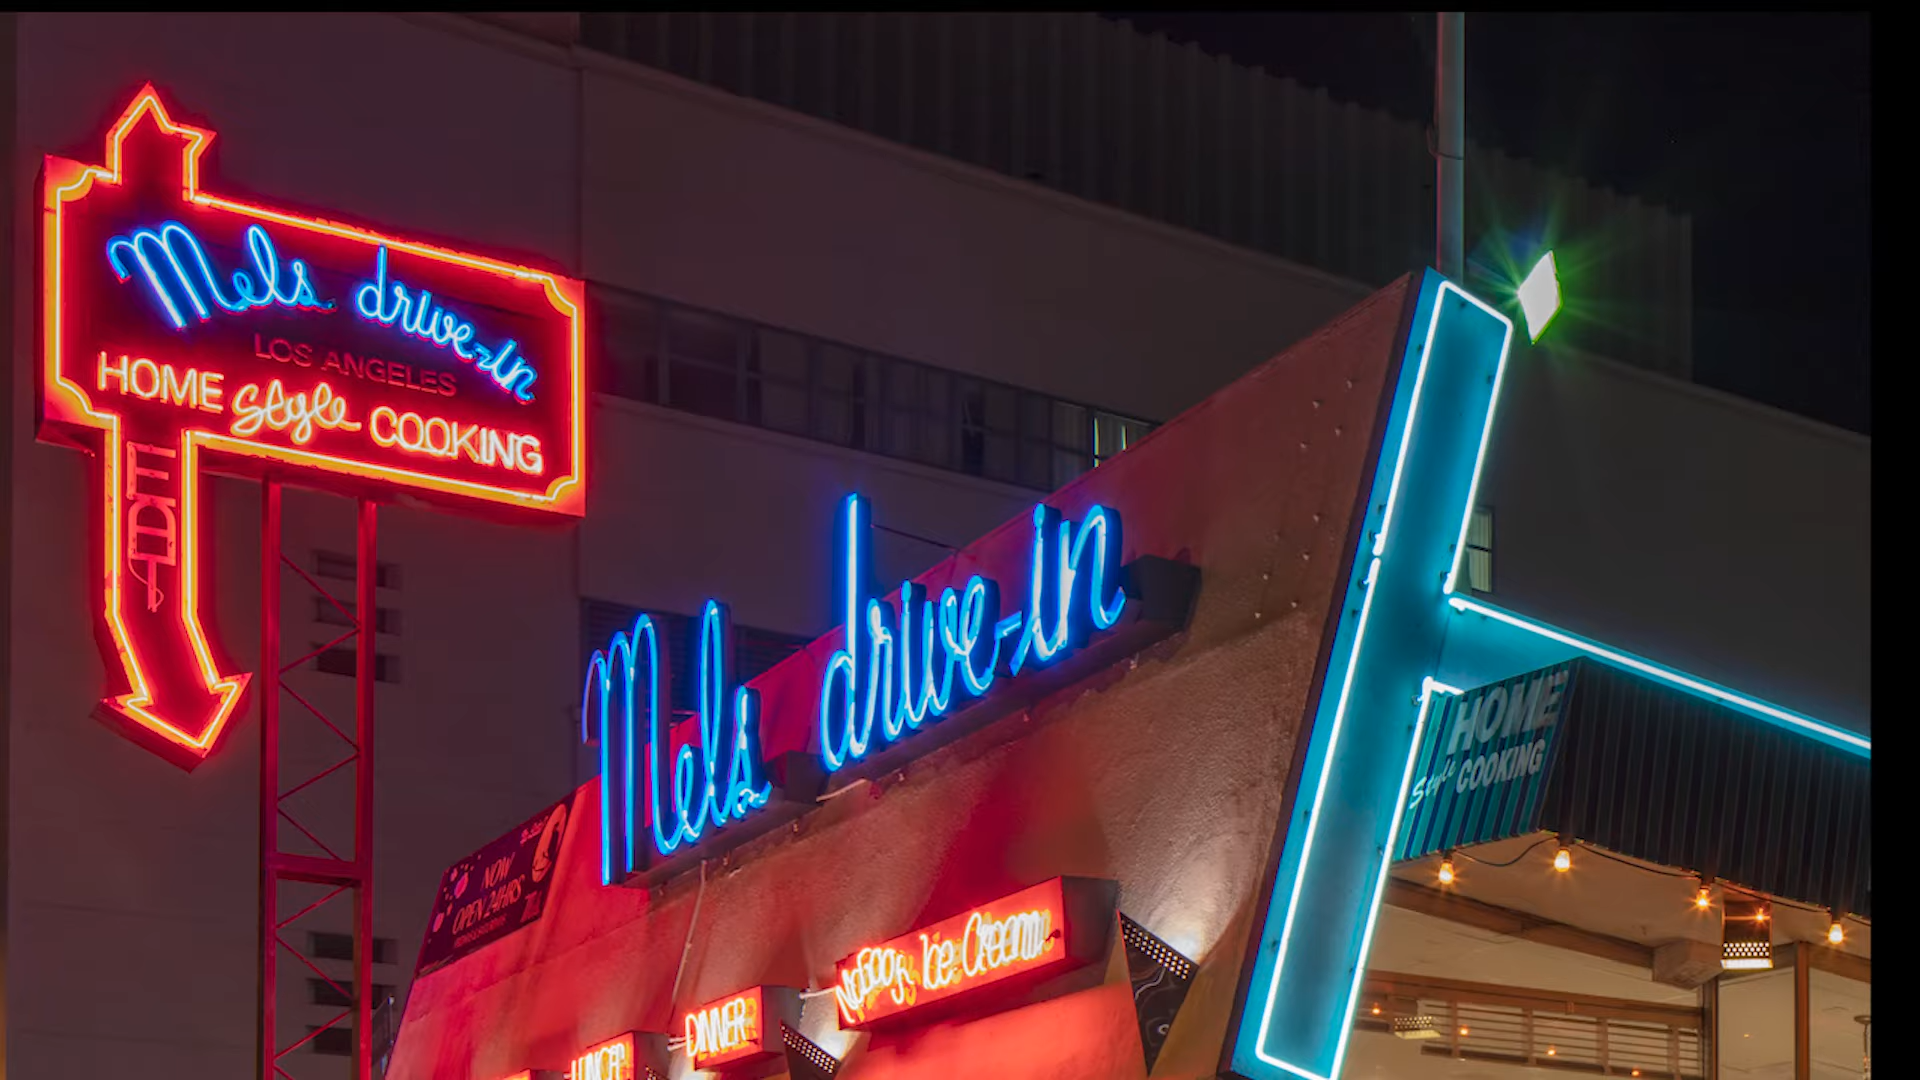 Mels drive-in
LOS ANGELES
HOME style COOKING
EAT
Mels drive-in
HOME
Style COOKING
NOW
OPEN 24HRS
Ice Cream
DINNER
LUNCH